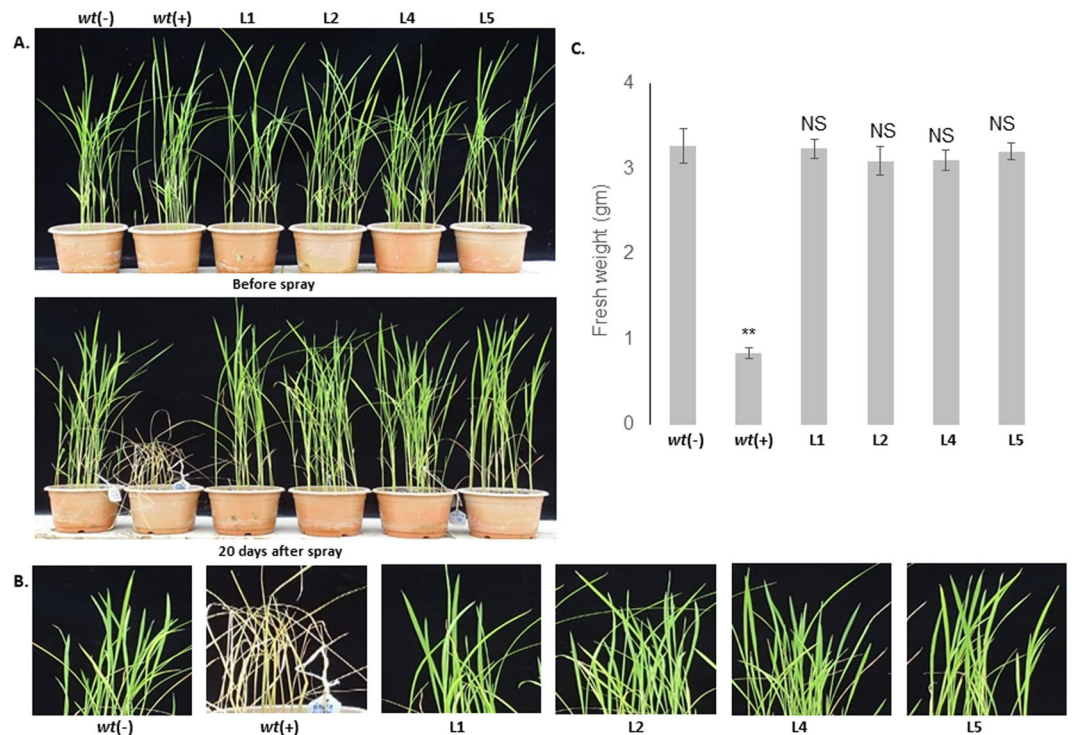 wt(-) wt(+) L1 L2 L4 L5
A.
Before spray
20 days after spray
B.
wt(-) wt(+) L1 L2 L4 L5
C.
Fresh weight (gm)
4
3
2
1
0
NS NS NS NS
**
wt(-) wt(+) L1 L2 L4 L5